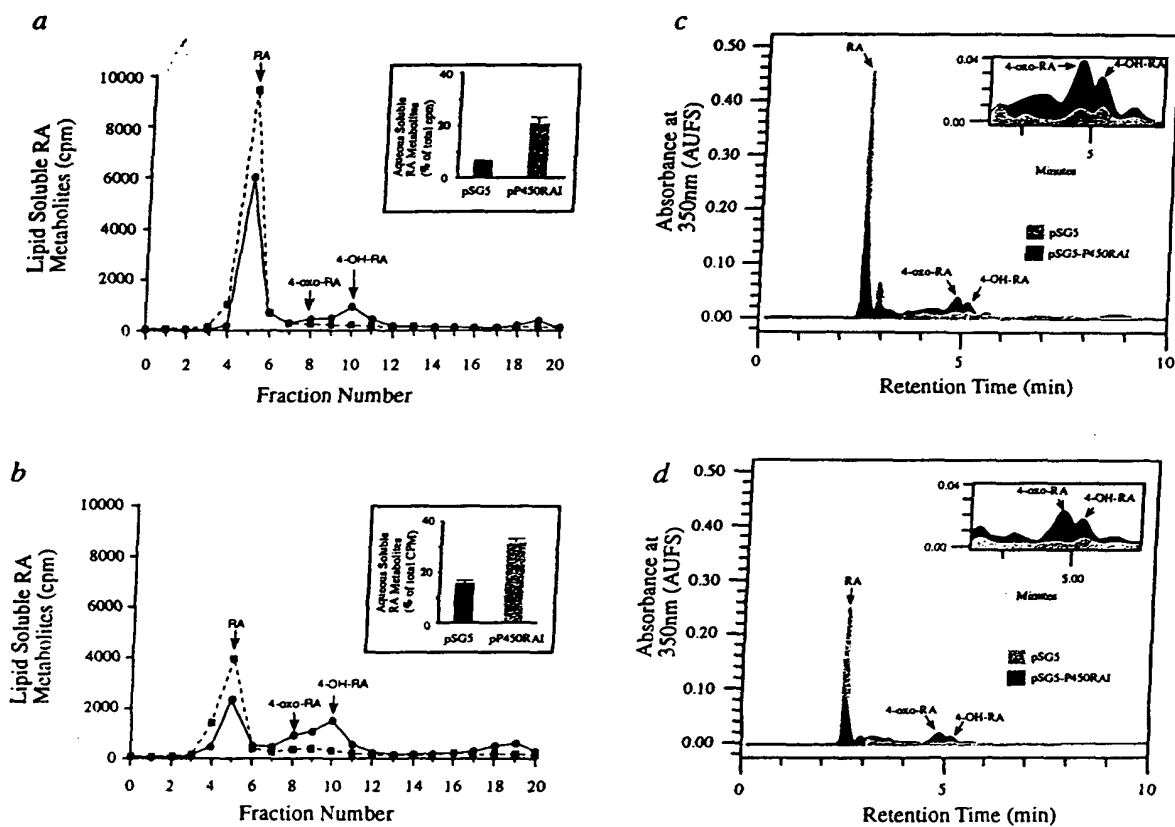 a
Lipid Soluble RA
Metabolites (cpm)
10000
8000
6000
4000
2000
0
RA
4-oxo-RA
4-OH-RA
0 2 4 6 8 10 12 14 16 18 20
Fraction Number
Aqueous Soluble
RA Metabolites
(% of total cpm)
40
20
0
pSG5 pP450RAI
c
Absorbance at
350nm (AUFS)
0.50
0.40
0.30
0.20
0.10
0.00
RA
4-oxo-RA
4-OH-RA
0 5 10
Retention Time (min)
0.04
0.00
4-oxo-RA
4-OH-RA
5
Minutes
pSG5
pSG5-P450RAI
b
Lipid Soluble RA
Metabolites (cpm)
10000
8000
6000
4000
2000
0
RA
4-oxo-RA
4-OH-RA
0 2 4 6 8 10 12 14 16 18 20
Fraction Number
Aqueous Soluble
RA Metabolites
(% of total CPM)
40
20
0
pSG5 pP450RAI
d
Absorbance at
350nm (AUFS)
0.50
0.40
0.30
0.20
0.10
0.00
RA
4-oxo-RA
4-OH-RA
0 5 10
Retention Time (min)
0.04
0.00
4-oxo-RA
4-OH-RA
5.00
Minutes
pSG5
pSG5-P450RAI